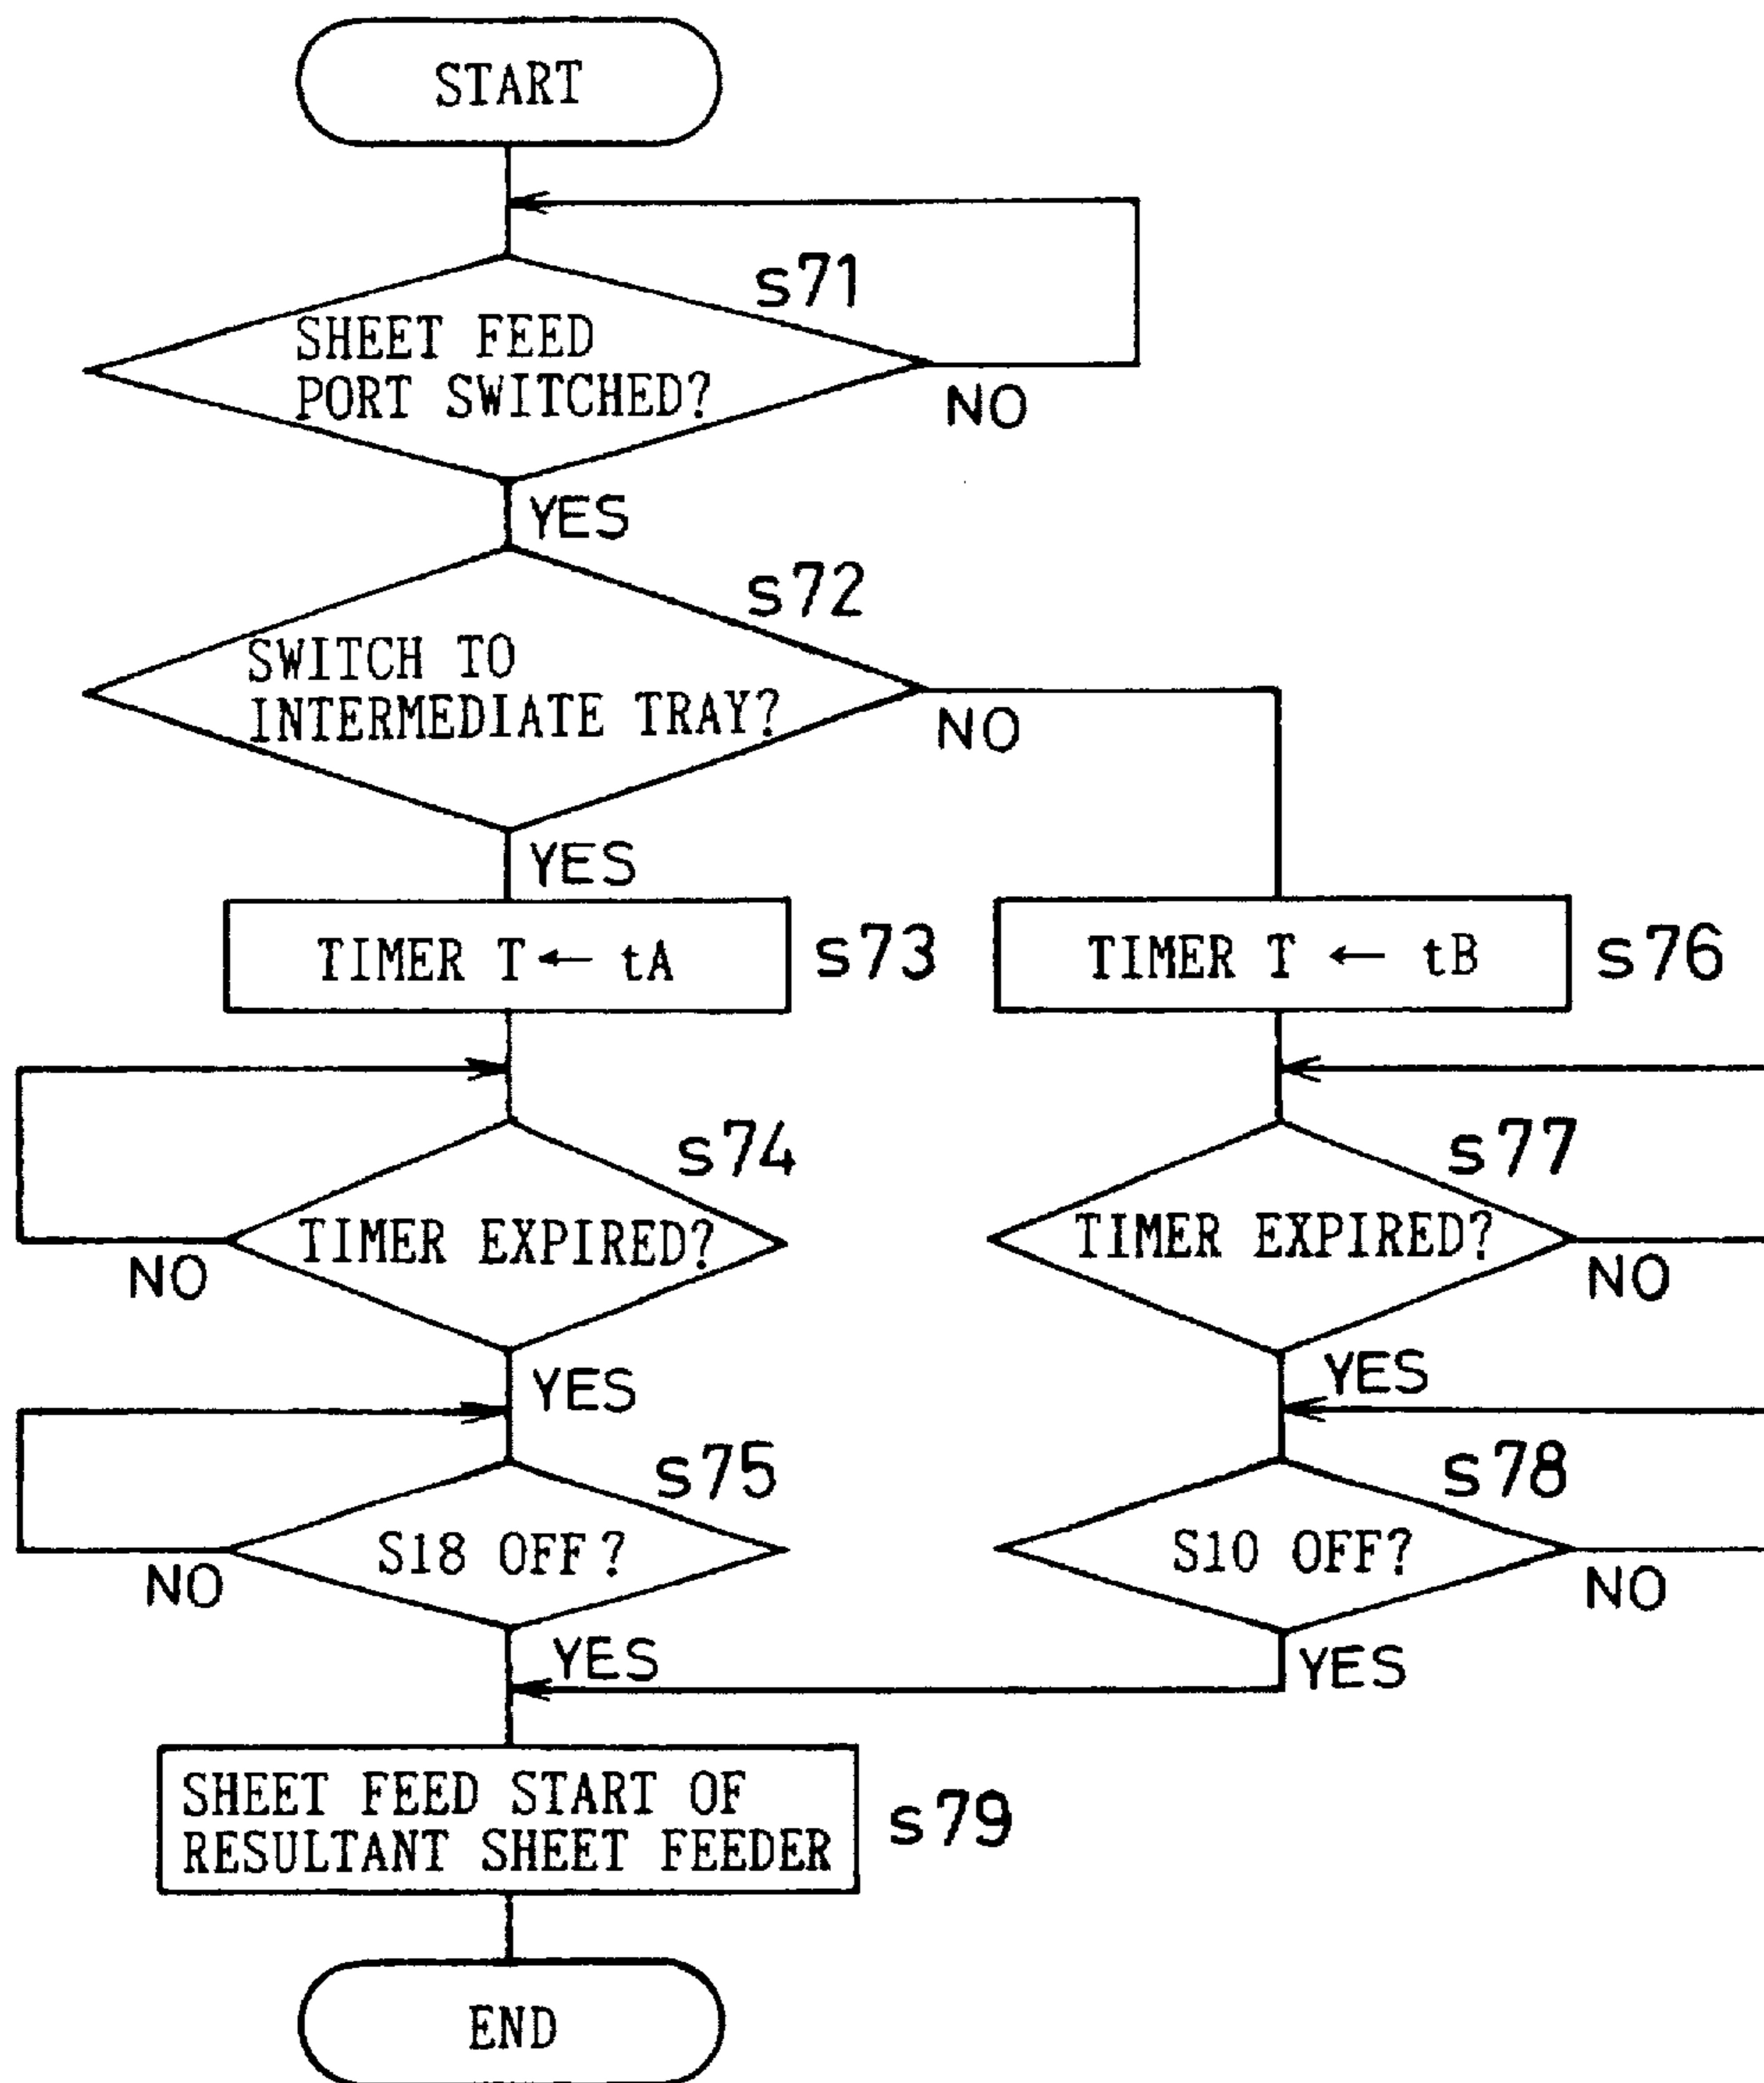 START
s71
SHEET FEED
PORT SWITCHED?
NO
YES
s72
SWITCH TO
INTERMEDIATE TRAY?
NO
YES
TIMER T ← tA
s73
TIMER T ← tB
s76
s74
TIMER EXPIRED?
NO
YES
s77
TIMER EXPIRED?
NO
YES
s75
S18 OFF?
NO
YES
s78
S10 OFF?
NO
YES
SHEET FEED START OF
RESULTANT SHEET FEEDER
s79
END